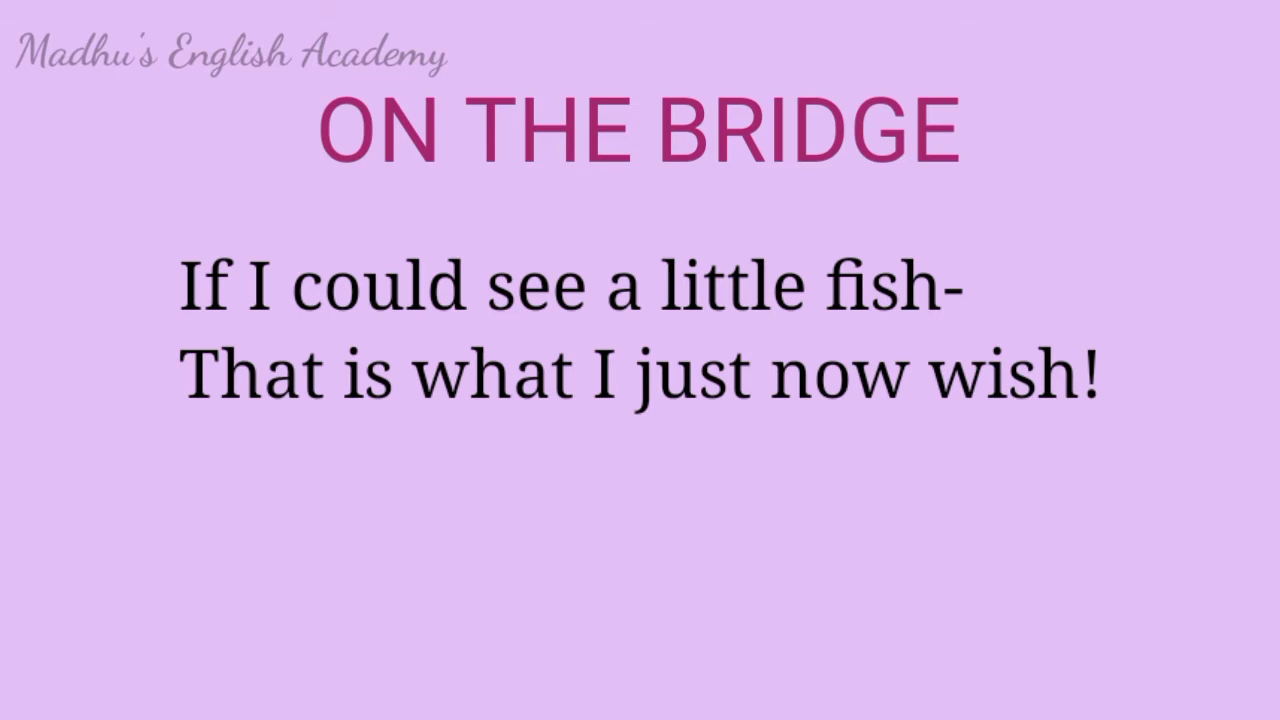 Madhu's English Academy
ON THE BRIDGE
If I could see a little fish-
That is what I just now wish!